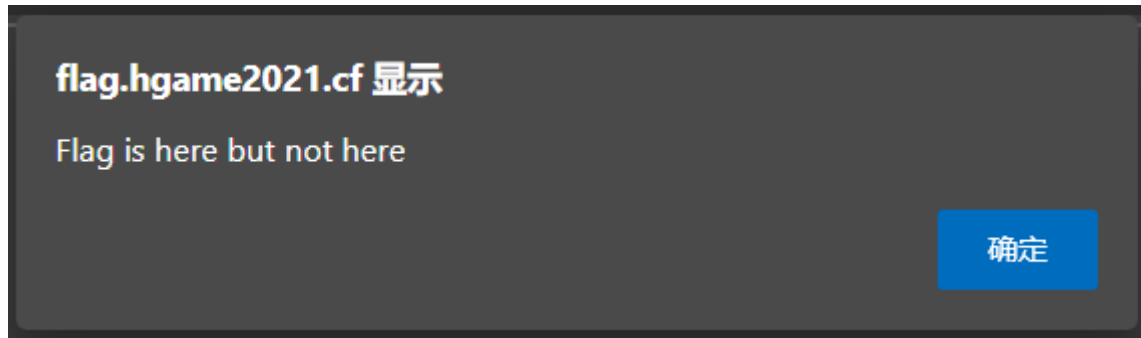 flag.hgame2021.cf 显示
Flag is here but not here
确定